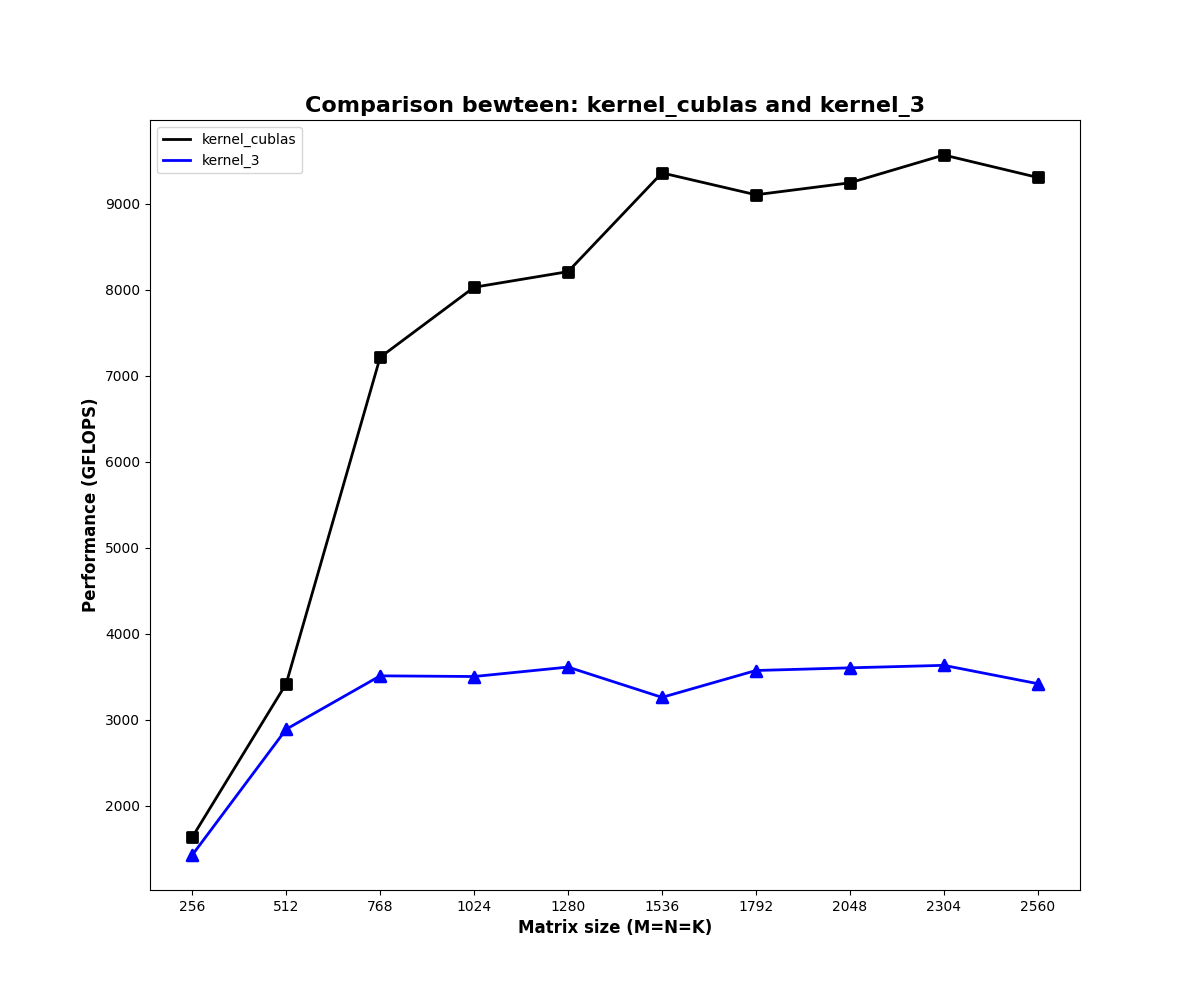 Comparison bewteen: kernel_cublas and kernel_3
kernel_cublas
kernel_3
Performance (GFLOPS)
9000
8000
7000
6000
5000
4000
3000
2000
256 512 768 1024 1280 1536 1792 2048 2304 2560
Matrix size (M=N=K)